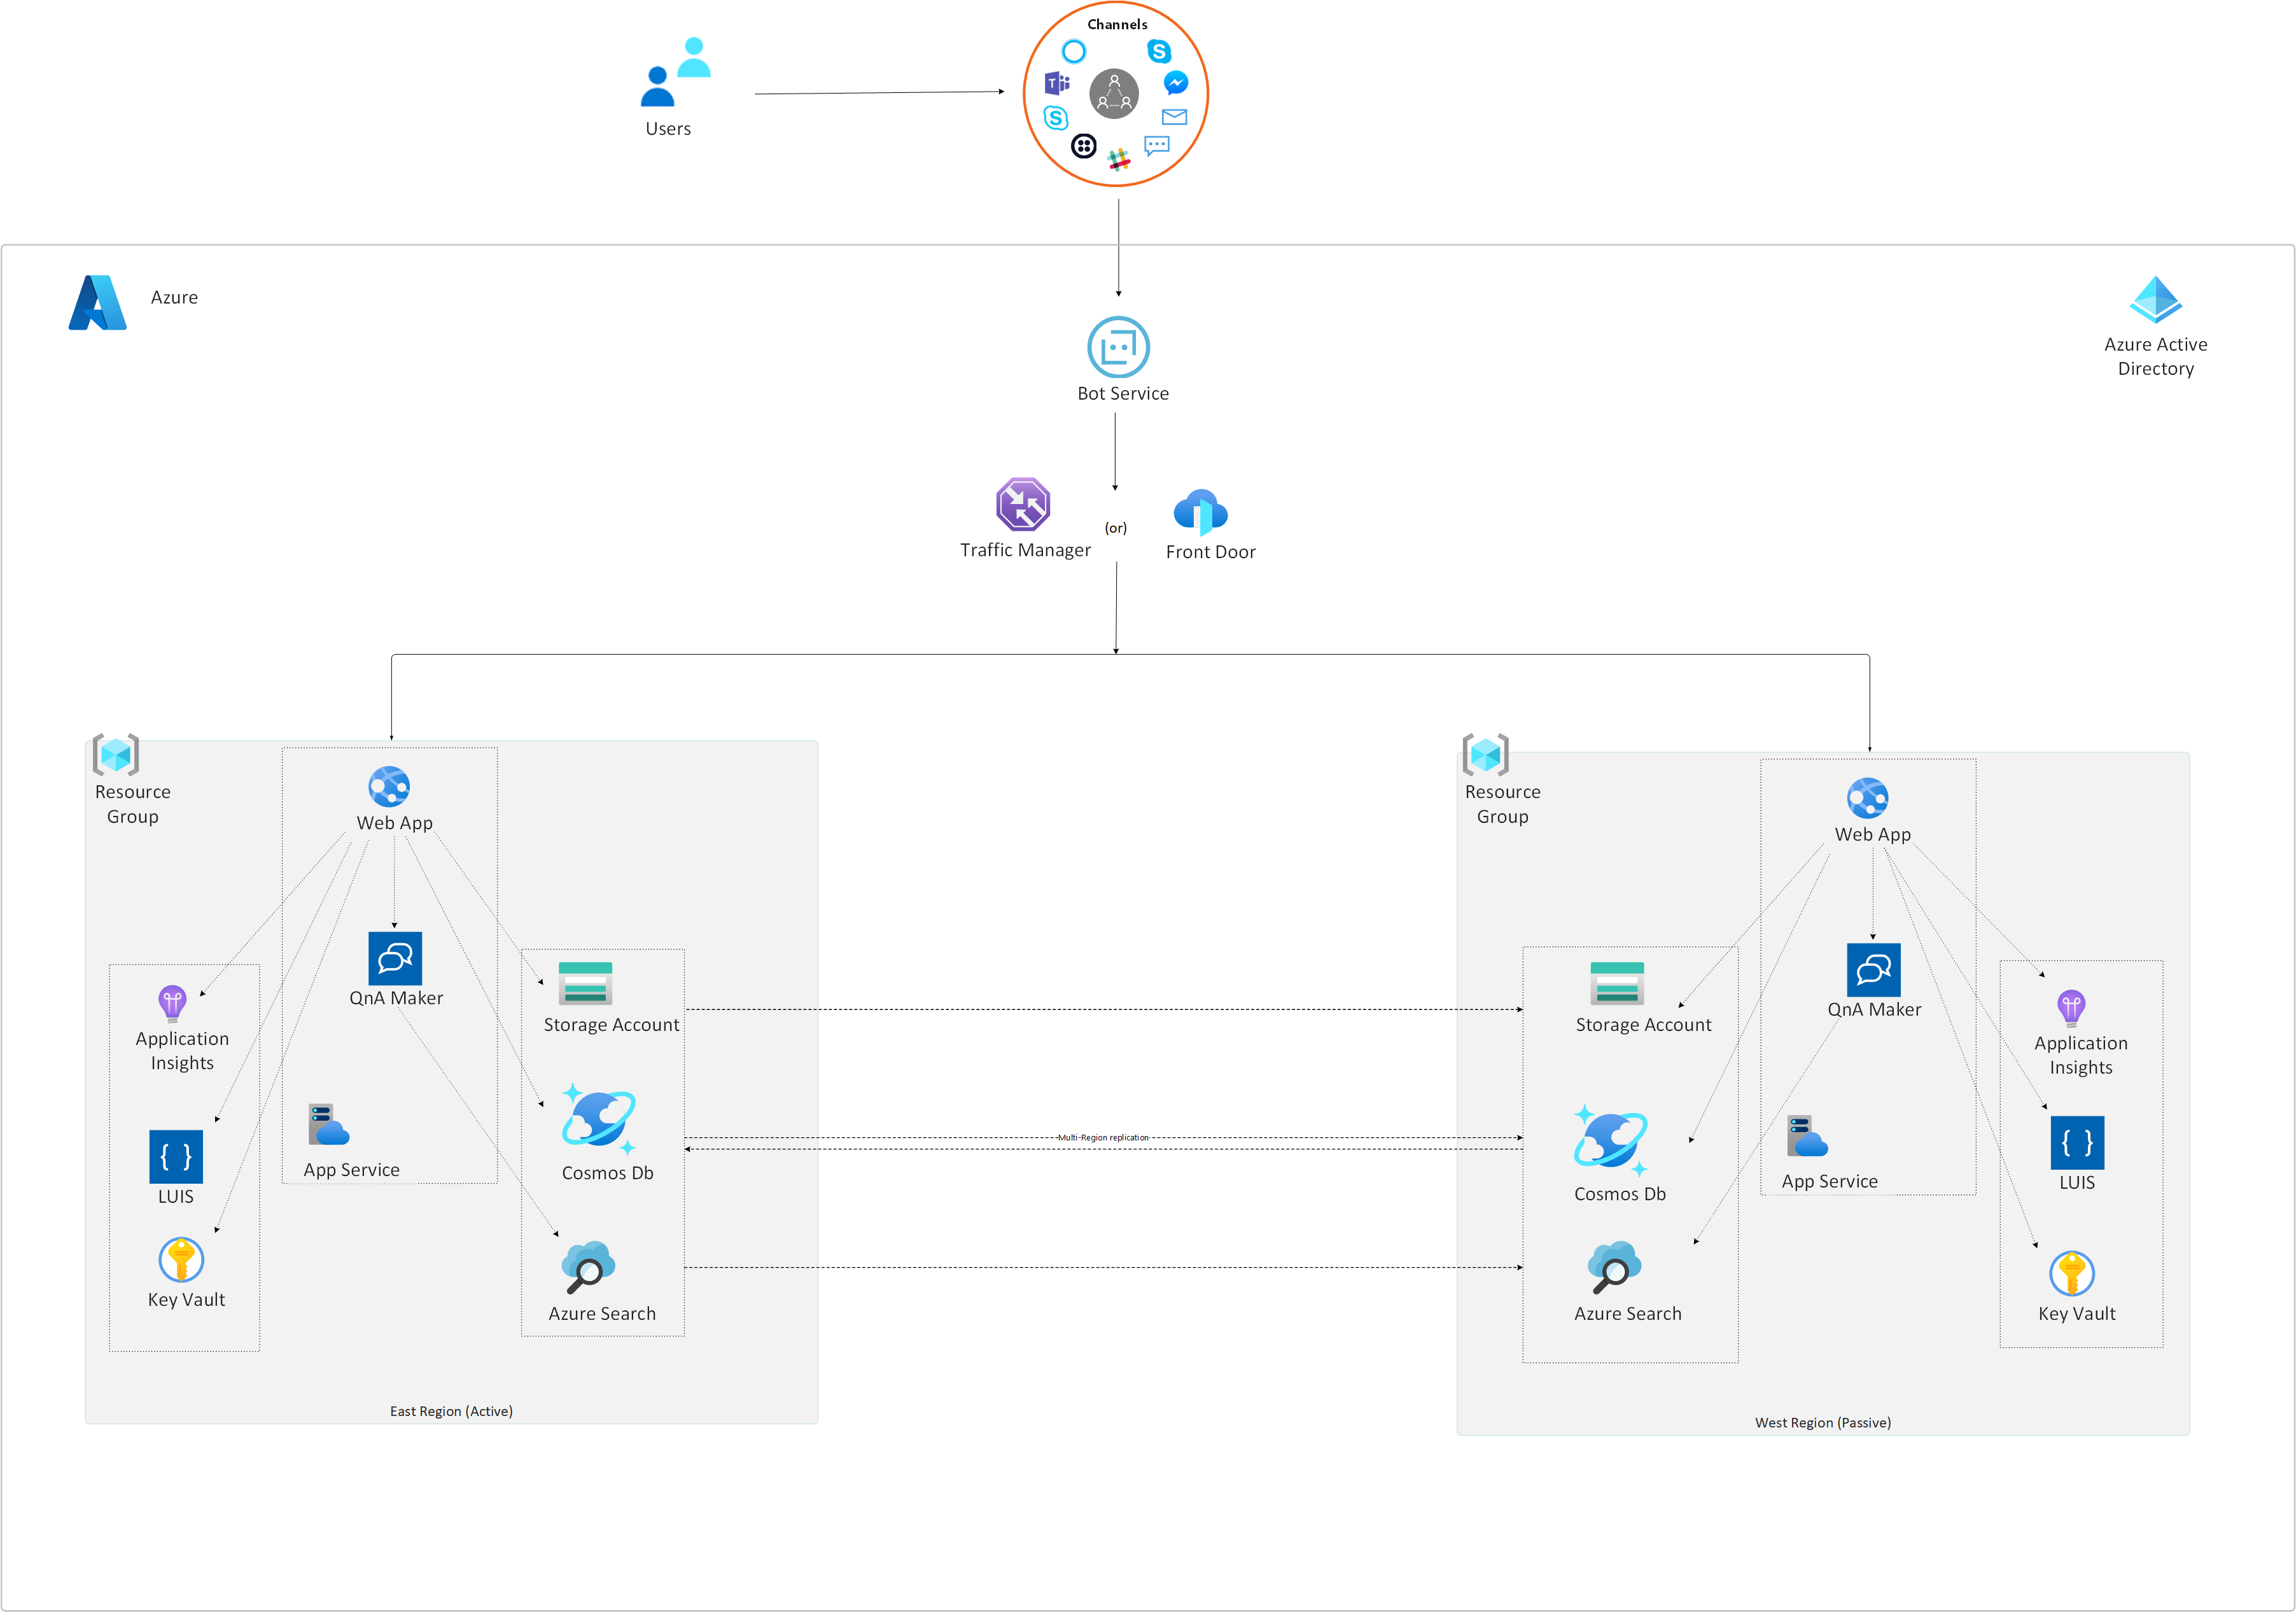 Channels
Users
Azure
Azure Active
Directory
Bot Service
Traffic Manager
(or)
Front Door
Resource
Group
Web App
QnA Maker
Application
Insights
LUIS
Key Vault
App Service
Storage Account
Cosmos Db
Azure Search
East Region (Active)
Multi-Region replication
Resource
Group
Web App
QnA Maker
Storage Account
Cosmos Db
Azure Search
App Service
Application
Insights
LUIS
Key Vault
West Region (Passive)